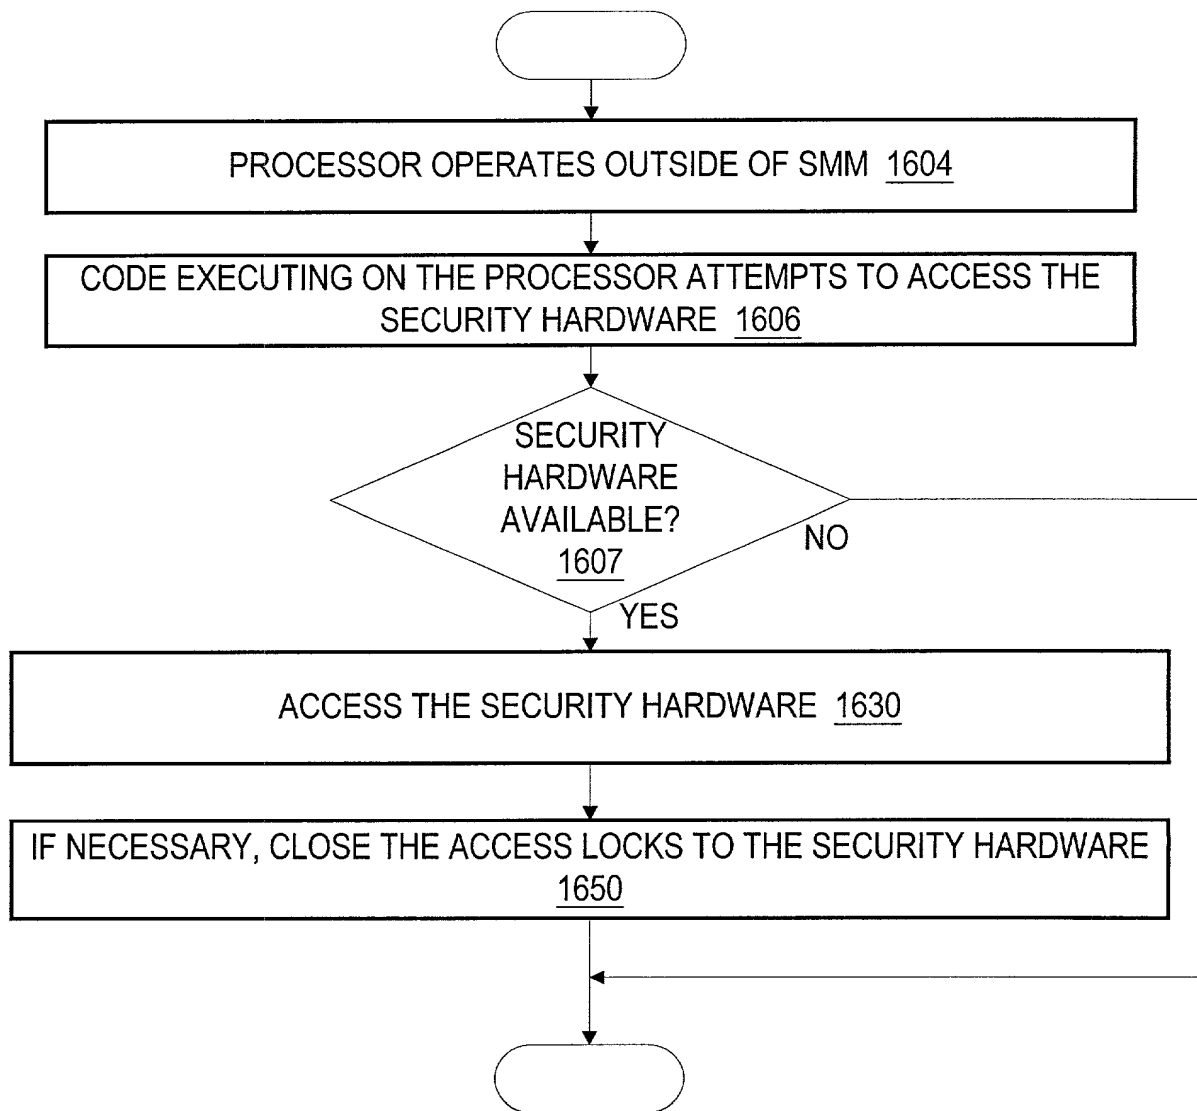 PROCESSOR OPERATES OUTSIDE OF SMM 1604
CODE EXECUTING ON THE PROCESSOR ATTEMPTS TO ACCESS THE
SECURITY HARDWARE 1606
SECURITY
HARDWARE
AVAILABLE?
1607
NO
YES
ACCESS THE SECURITY HARDWARE 1630
IF NECESSARY, CLOSE THE ACCESS LOCKS TO THE SECURITY HARDWARE
1650